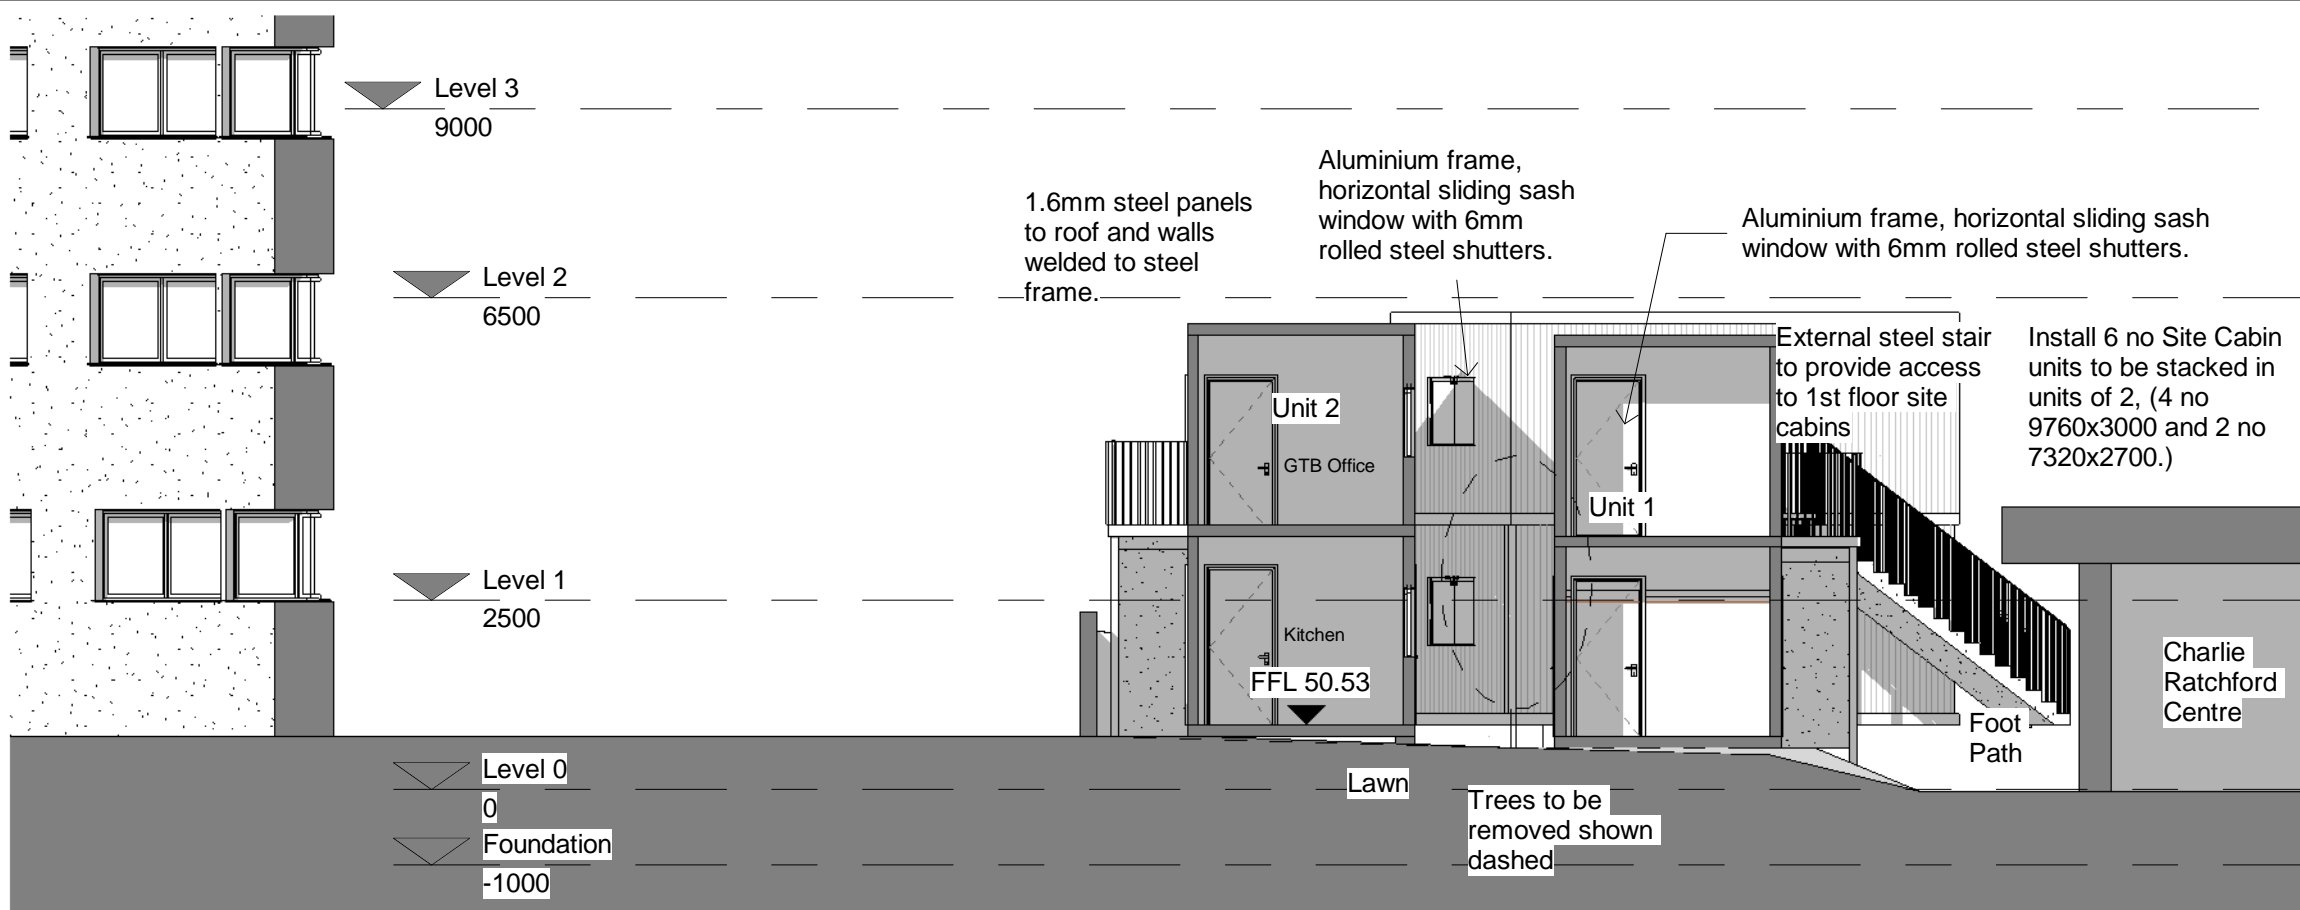 Level 3
9000
Aluminium frame,
horizontal sliding sash
window with 6mm
rolled steel shutters.
1.6mm steel panels
to roof and walls
welded to steel
frame.
Aluminium frame, horizontal sliding sash
window with 6mm rolled steel shutters.
Level 2
6500
External steel stair
to provide access
to 1st floor site
cabins
Install 6 no Site Cabin
units to be stacked in
units of 2, (4 no
9760x3000 and 2 no
7320x2700.)
Unit 2
GTB Office
Unit 1
Level 1
2500
Kitchen
FFL 50.53
Charlie
Ratchford
Centre
Foot
Path
Level 0
0
Lawn
Trees to be
removed shown
dashed
Foundation
-1000